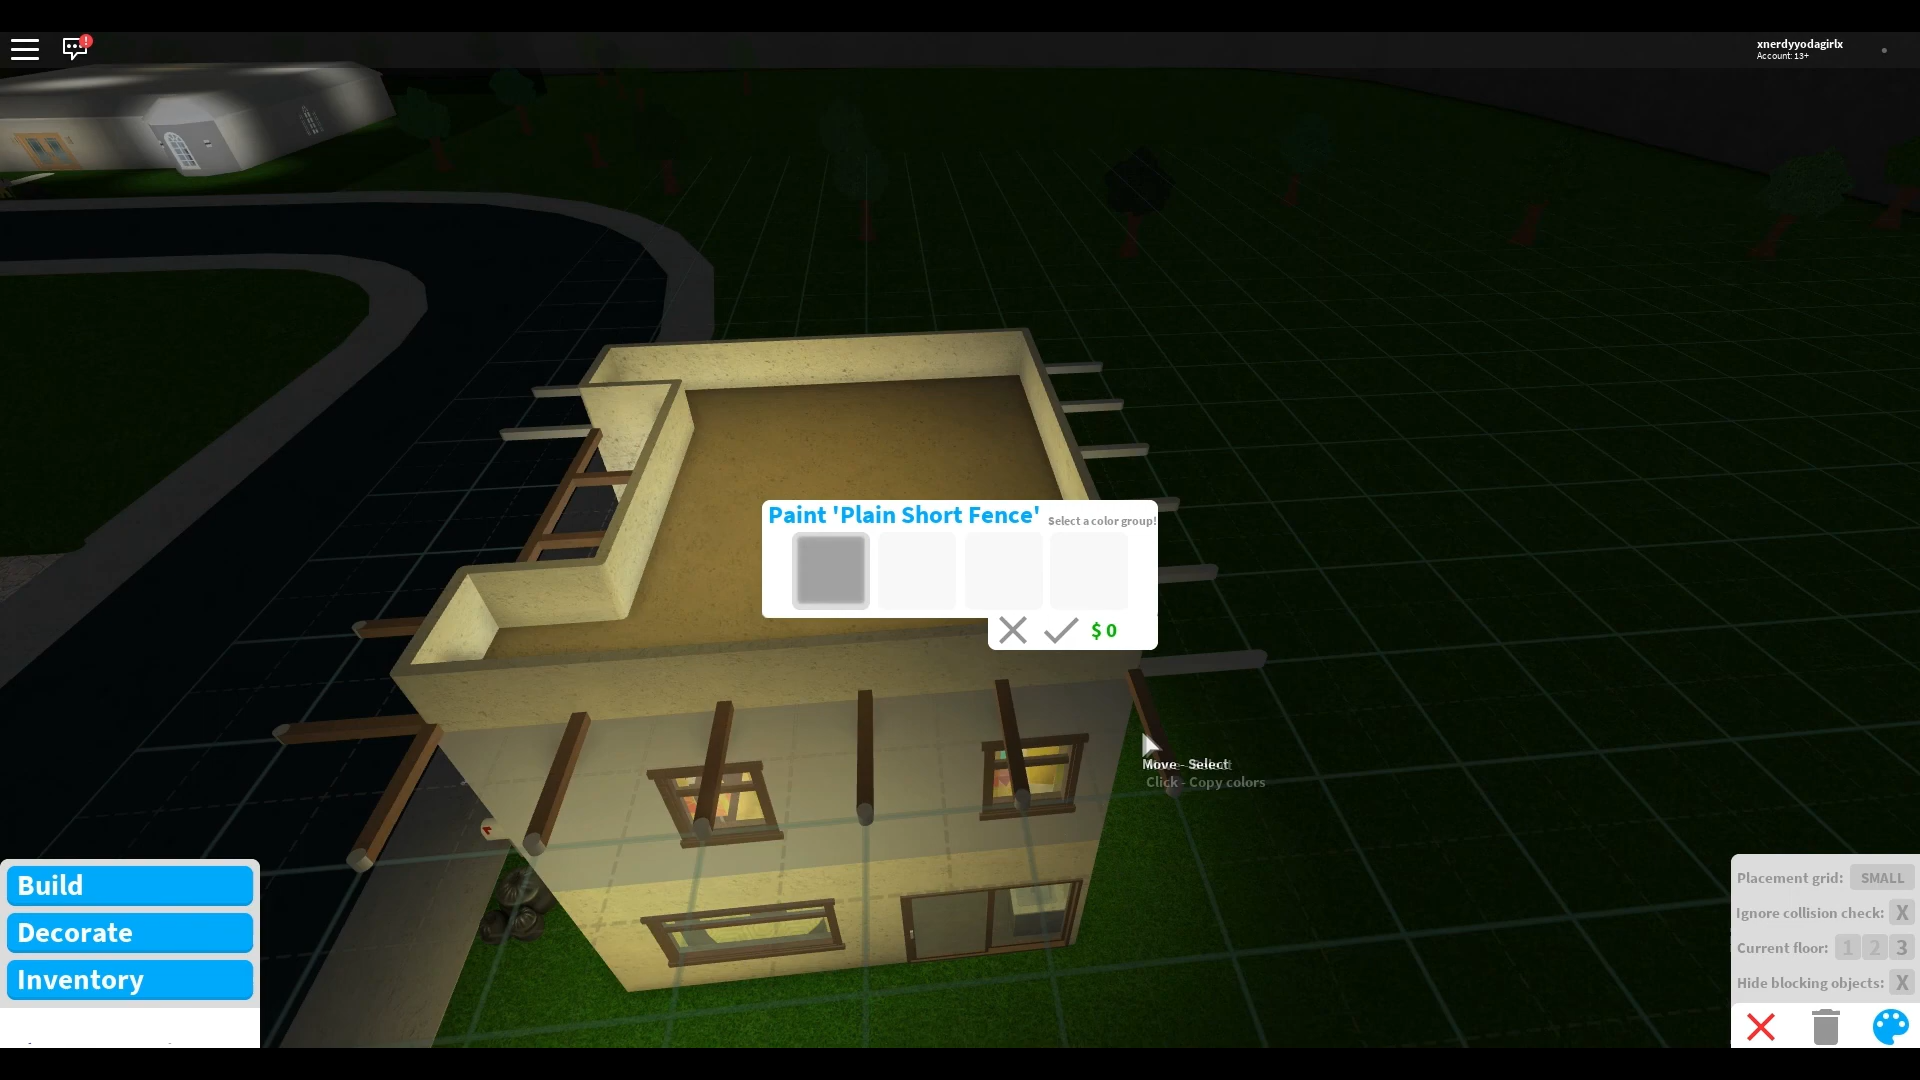 xnerdyyodagirlx
Account: 13+
Paint 'Plain Short Fence' Select a color group!
$ 0
Move - Select
Click - Copy colors
Build
Decorate
Inventory
Placement grid: SMALL
Ignore collision check: X
Current floor: 1 2 3
Hide blocking objects: X